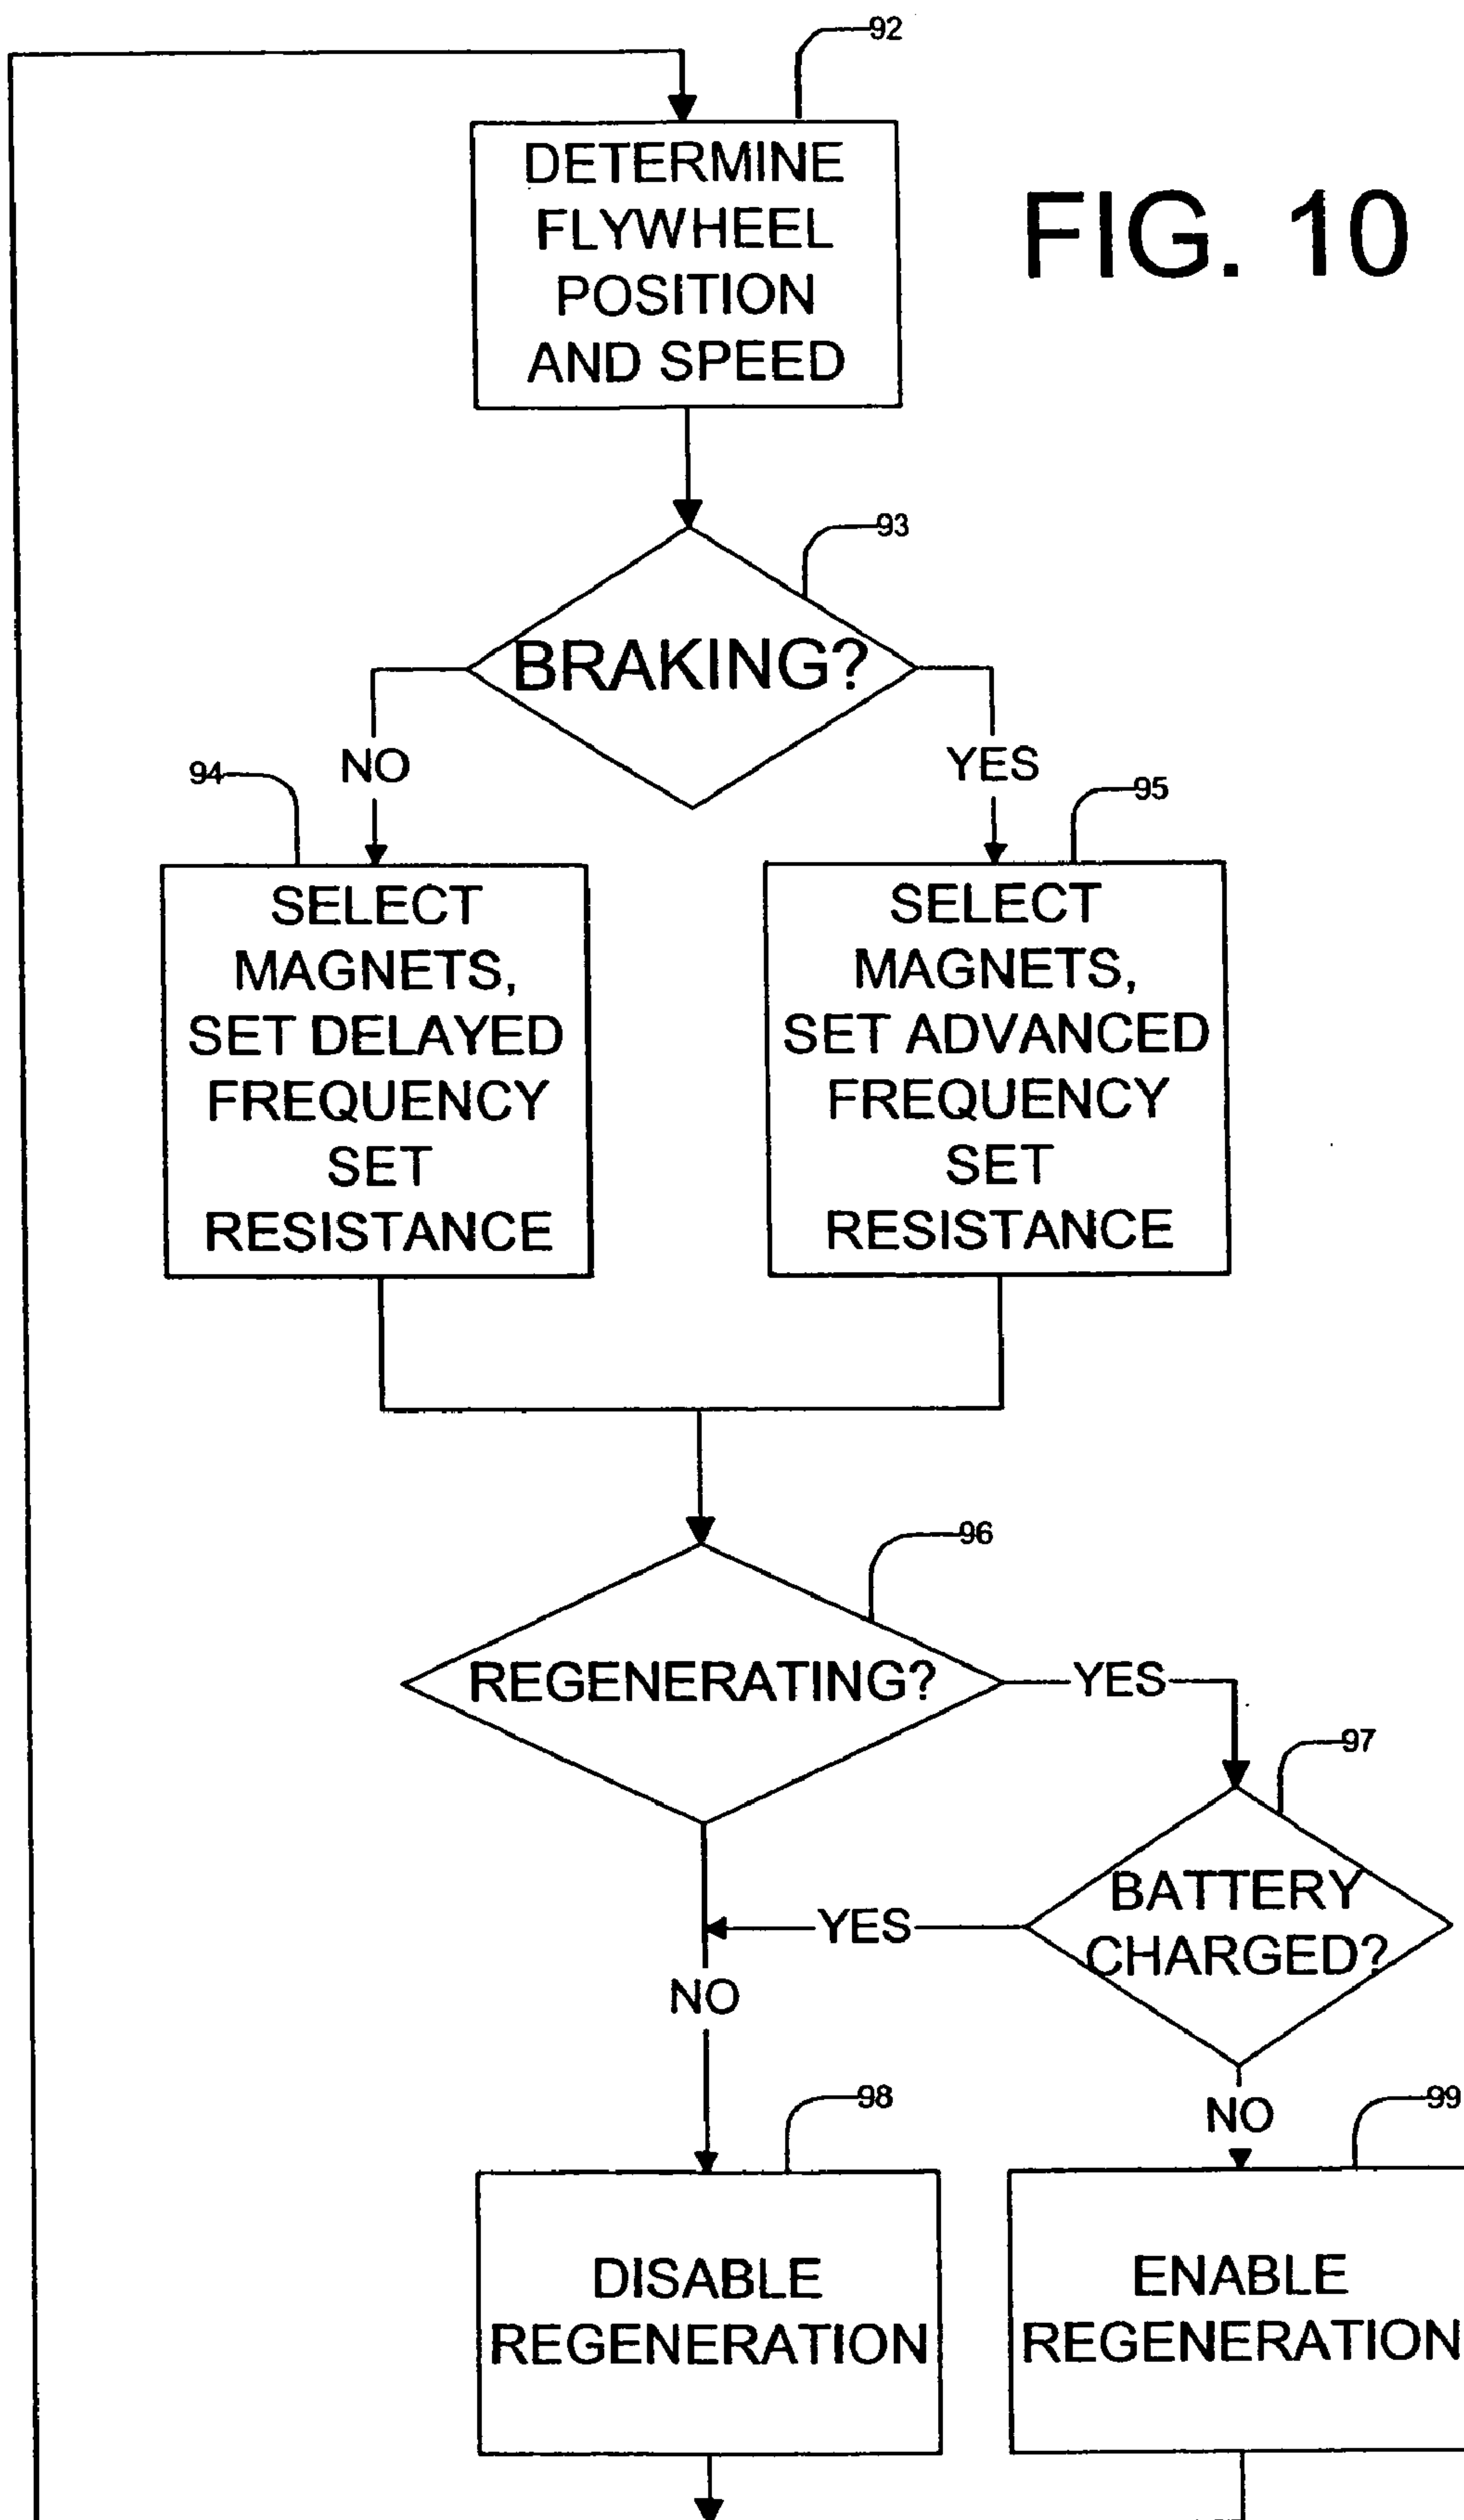 92
DETERMINE
FLYWHEEL
POSITION
AND SPEED
FIG. 10
93
BRAKING?
NO
YES
94
95
SELECT
MAGNETS,
SET DELAYED
FREQUENCY
SET
RESISTANCE
SELECT
MAGNETS,
SET ADVANCED
FREQUENCY
SET
RESISTANCE
96
REGENERATING?
YES
97
BATTERY
CHARGED?
YES
NO
98
NO
99
DISABLE
REGENERATION
ENABLE
REGENERATION